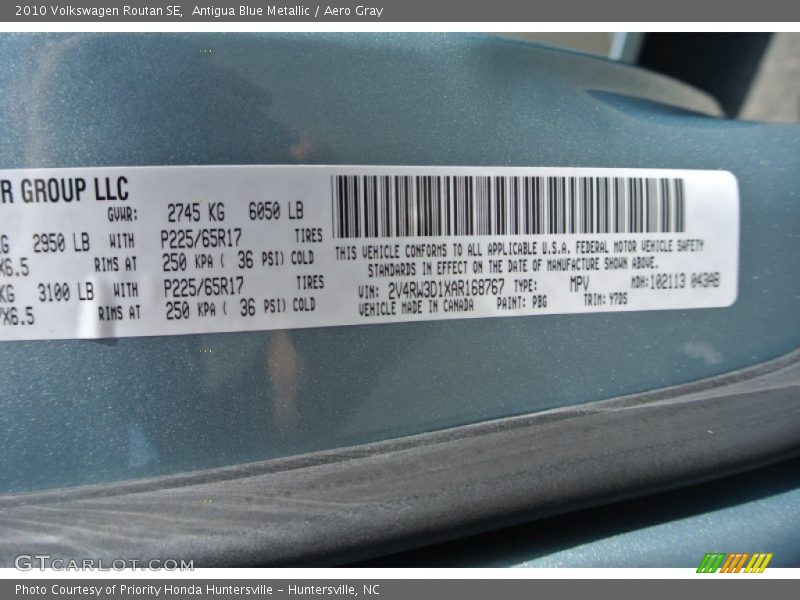 2010 Volkswagen Routan SE, Antigua Blue Metallic / Aero Gray
R GROUP LLC
GVWR: 2745 KG 6050 LB
KG 2950 LB WITH P225/65R17 TIRES
X6.5 RIMS AT 250 KPA ( 36 PSI) COLD
KG 3100 LB WITH P225/65R17 TIRES
X6.5 RIMS AT 250 KPA ( 36 PSI) COLD
THIS VEHICLE CONFORMS TO ALL APPLICABLE U.S.A. FEDERAL MOTOR VEHICLE SAFETY
STANDARDS IN EFFECT ON THE DATE OF MANUFACTURE SHOWN ABOVE.
VIN: 2V4RW3D1XAR168767 TYPE: MPV MDH: 102113 043AB
VEHICLE MADE IN CANADA PAINT: PBG TRIM: Y7DS
GTCARLOT.COM
Photo Courtesy of Priority Honda Huntersville - Huntersville, NC